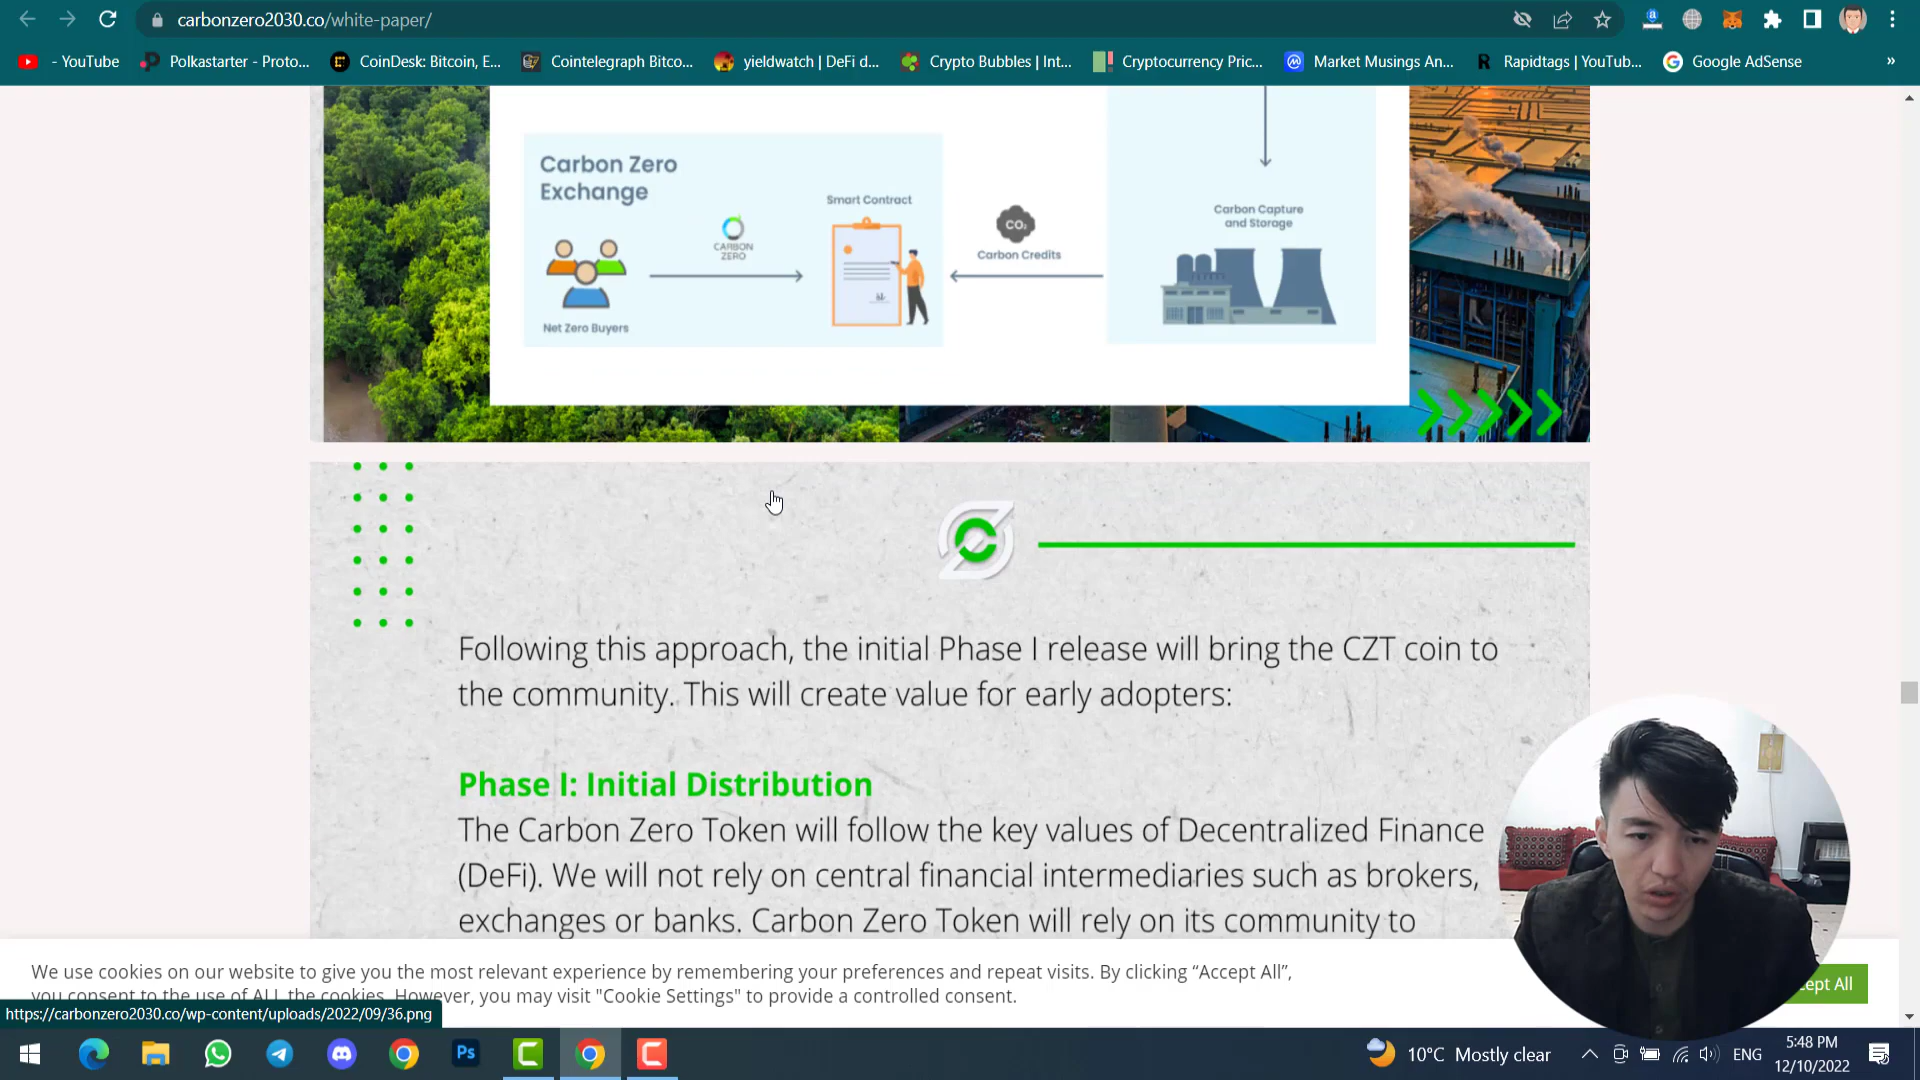 carbonzero2030.co/white-paper/
- YouTube
Polkastarter - Proto...
CoinDesk: Bitcoin, E...
Cointelegraph Bitco...
yieldwatch | DeFi d...
Crypto Bubbles | Int...
Cryptocurrency Pric...
Market Musings An...
Rapidtags | YouTub...
Google AdSense
»
Carbon Zero
Exchange
Smart Contract
CARBON
ZERO
CO₂
Carbon Credits
Carbon Capture
and Storage
Net Zero Buyers
Following this approach, the initial Phase I release will bring the CZT coin to
the community. This will create value for early adopters:
Phase I: Initial Distribution
The Carbon Zero Token will follow the key values of Decentralized Finance
(DeFi). We will not rely on central financial intermediaries such as brokers,
exchanges or banks. Carbon Zero Token will rely on its community to
We use cookies on our website to give you the most relevant experience by remembering your preferences and repeat visits. By clicking “Accept All”,
you consent to the use of ALL the cookies. However, you may visit "Cookie Settings" to provide a controlled consent.
cept All
https://carbonzero2030.co/wp-content/uploads/2022/09/36.png
Ps
10°C Mostly clear
ENG
5:48 PM
12/10/2022